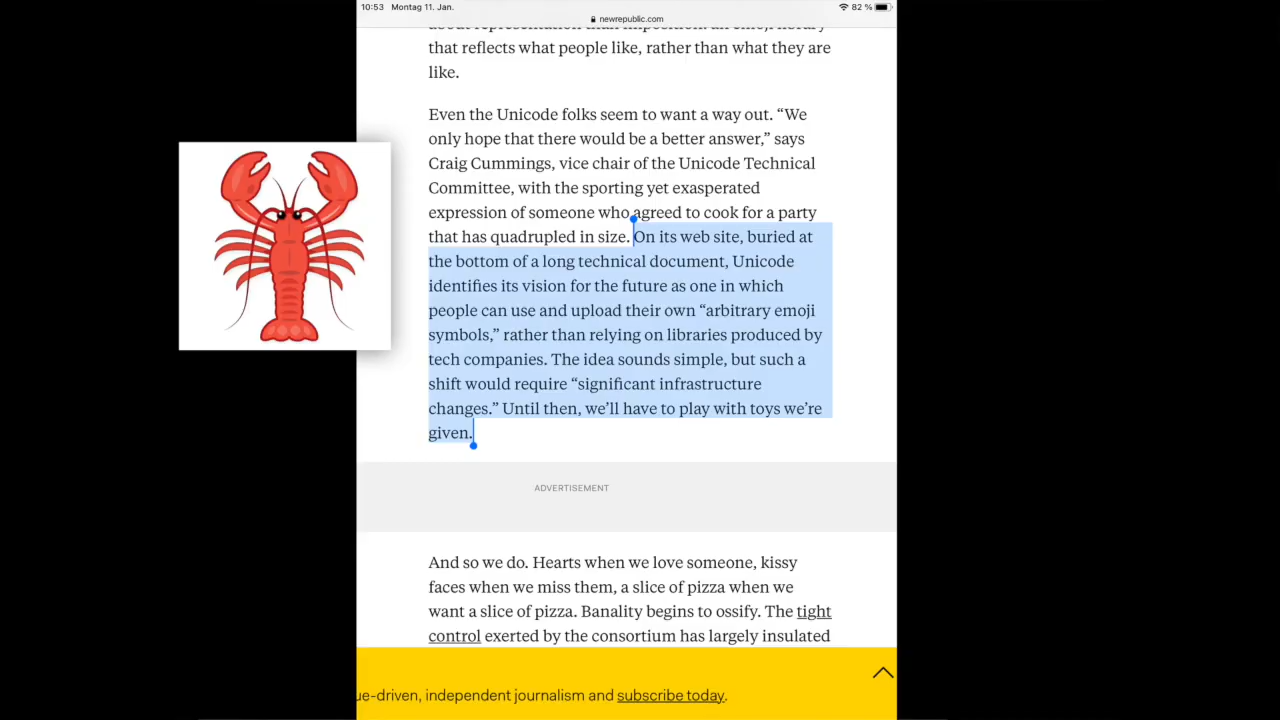 10:53 Montag 11. Jan.
82 %
newrepublic.com
that reflects what people like, rather than what they are
like.
Even the Unicode folks seem to want a way out. “We
only hope that there would be a better answer,” says
Craig Cummings, vice chair of the Unicode Technical
Committee, with the sporting yet exasperated
expression of someone who agreed to cook for a party
that has quadrupled in size. On its web site, buried at
the bottom of a long technical document, Unicode
identifies its vision for the future as one in which
people can use and upload their own “arbitrary emoji
symbols,” rather than relying on libraries produced by
tech companies. The idea sounds simple, but such a
shift would require “significant infrastructure
changes.” Until then, we’ll have to play with toys we’re
given.
ADVERTISEMENT
And so we do. Hearts when we love someone, kissy
faces when we miss them, a slice of pizza when we
want a slice of pizza. Banality begins to ossify. The tight
control exerted by the consortium has largely insulated
ue-driven, independent journalism and subscribe today.